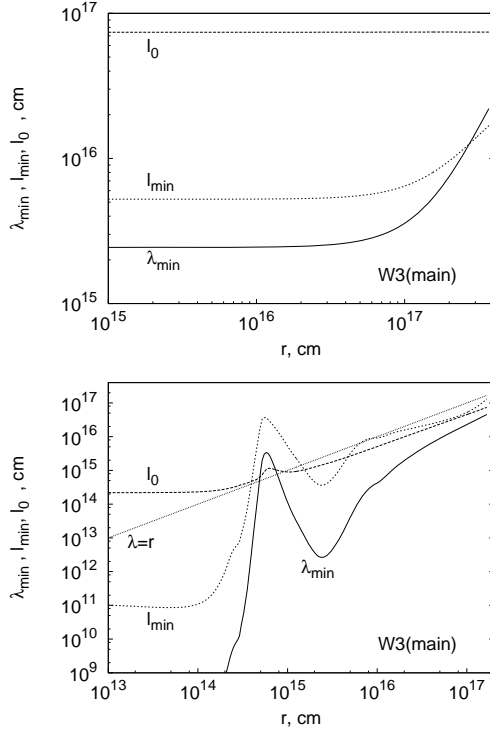 10^17
l_0
10^16
l_min
λ_min
W3(main)
10^15
10^15 10^16 10^17
r, cm
λ_min , l_min, l_0 , cm
10^17
10^16
10^15
l_0
10^14
10^13
λ=r
10^12
λ_min
10^11
l_min
10^10
W3(main)
10^9
10^13 10^14 10^15 10^16 10^17
r, cm
λ_min , l_min, l_0 , cm